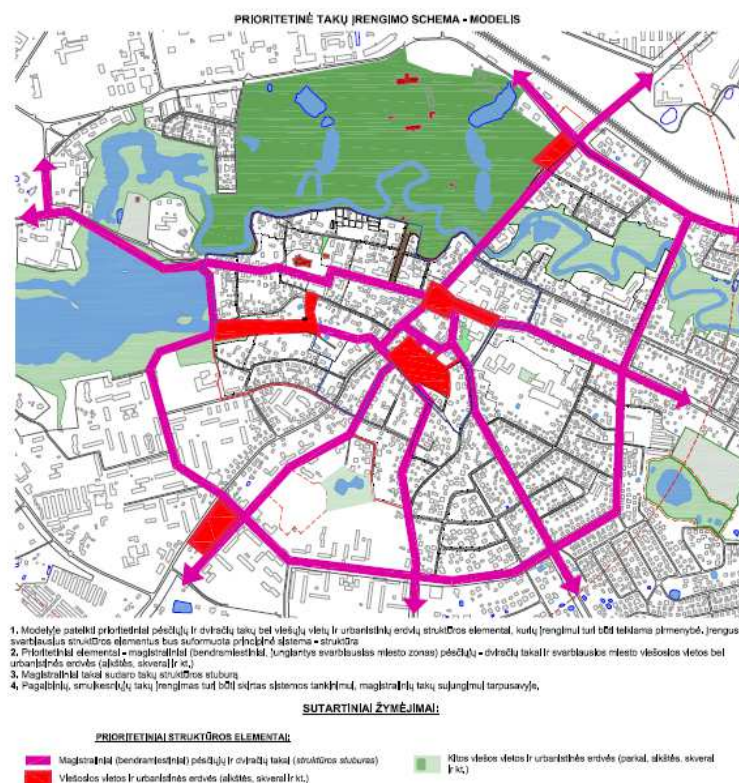 PRIORITETINĖ TAKŲ ĮRENGIMO SCHEMA - MODELIS
1. Modelyje pateikti prioritetiniai pėsčiųjų ir dviračių takų bei viešųjų vietų ir urbanistinių erdvių struktūros elementai, kurių įrengimui turi būti teikiama pirmenybė. Įrengus
svarbiausius struktūros elementus bus suformuota principinė sistema - struktūra
2. Prioritetiniai elementai - magistraliniai (bendramiestiniai, jungiantys svarbiausias miesto zonas) pėsčiųjų - dviračių takai ir svarbiausios miesto viešosios vietos bei
urbanistinės erdvės (aikštės, skverai ir kt.)
3. Magistraliniai takai sudaro takų struktūros stuburą
4. Pagalbinių, smulkesniųjų takų įrengimas turi būti skirtas sistemos tankinimui, magistralinių takų sujungimui tarpusavyje.
SUTARTINIAI ŽYMĖJIMAI:
PRIORITETINIAI STRUKTŪROS ELEMENTAI:
Magistraliniai (bendramiestiniai) pėsčiųjų ir dviračių takai (struktūros stuburas)
Viešosios vietos ir urbanistinės erdvės (aikštės, skverai ir kt.)
Kitos viešos vietos ir urbanistinės erdvė (parkai, aikštės, skverai
ir kt.)